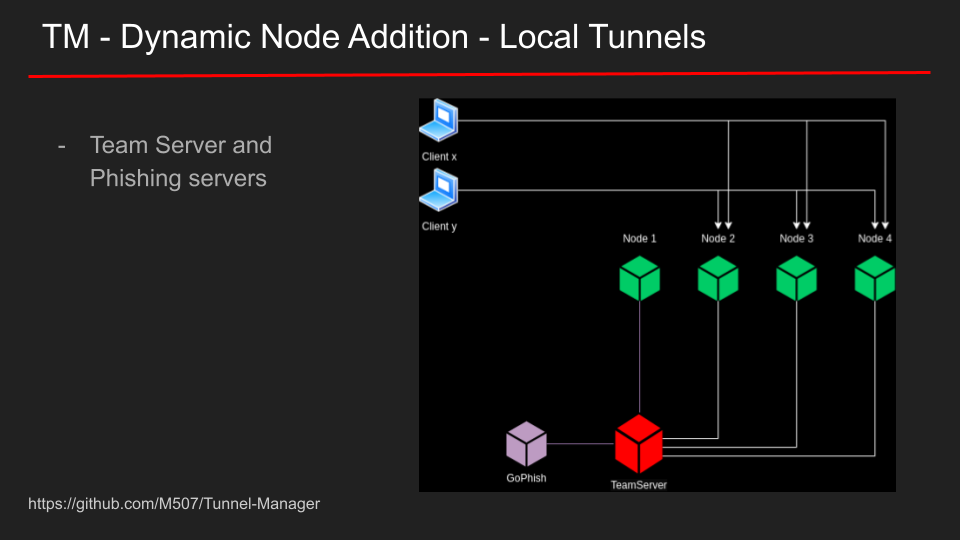 TM - Dynamic Node Addition - Local Tunnels
- Team Server and
Phishing servers
Client x
Client y
Node 1
Node 2
Node 3
Node 4
GoPhish
TeamServer
https://github.com/M507/Tunnel-Manager